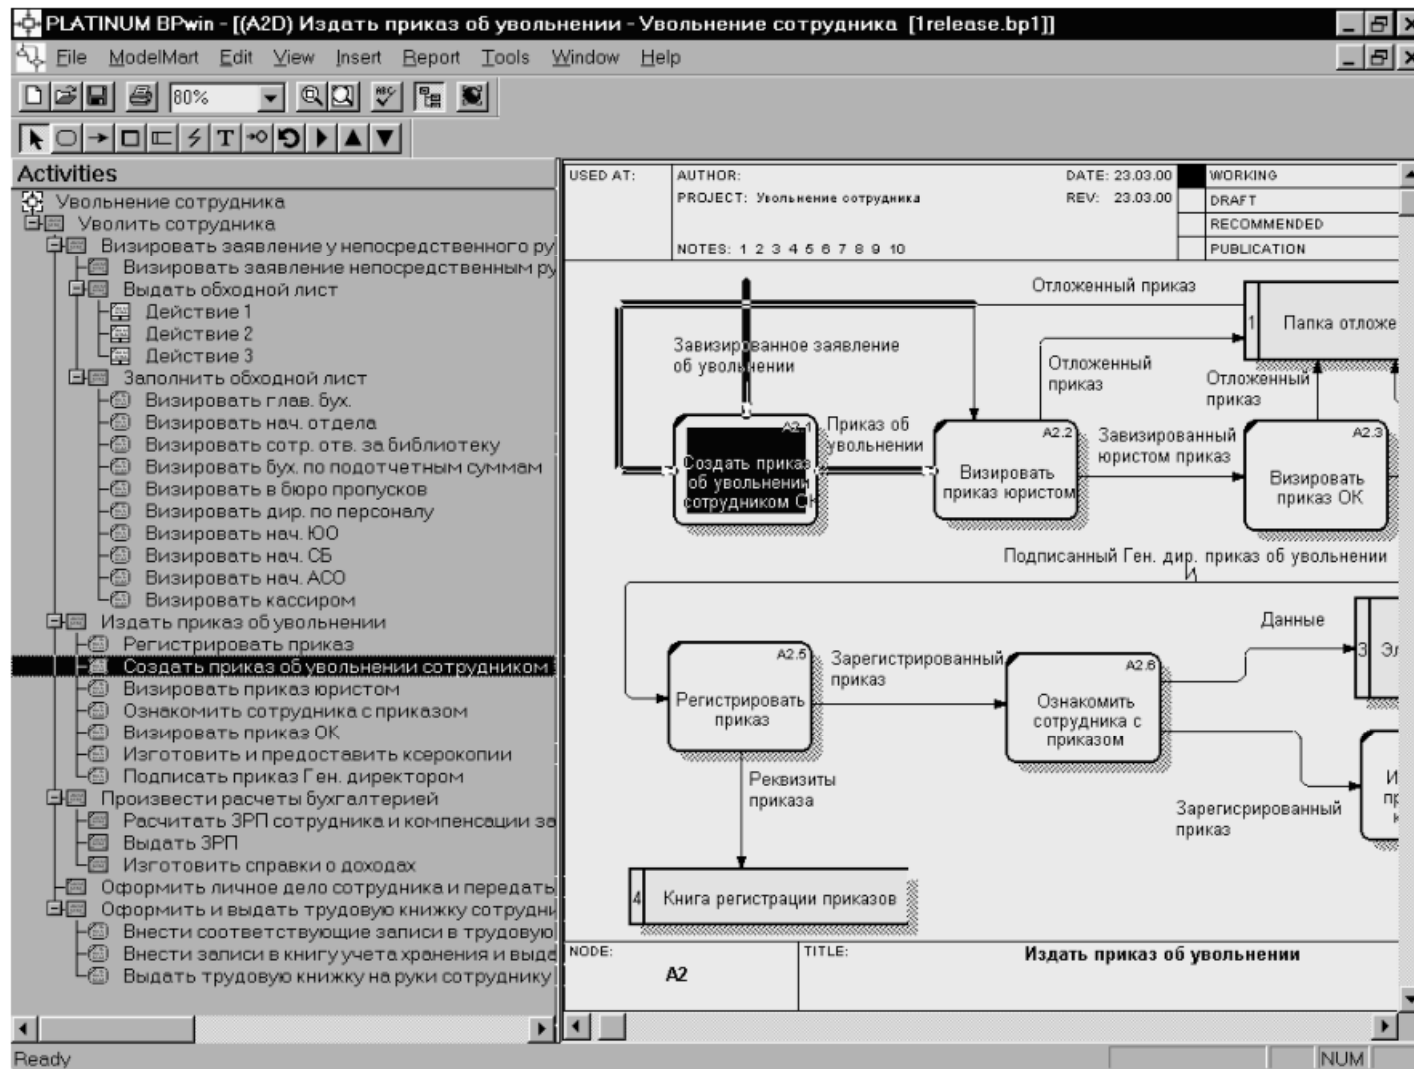 PLATINUM BPwin - [(A2D) Издать приказ об увольнении - Увольнение сотрудника [1release.bp1]]
File ModelMart Edit View Insert Report Tools Window Help
80%
ABC
T
Activities
Увольнение сотрудника
Уволить сотрудника
Визировать заявление у непосредственного ру
Визировать заявление непосредственным ру
Выдать обходной лист
Действие 1
Действие 2
Действие 3
Заполнить обходной лист
Визировать глав. бух.
Визировать нач. отдела
Визировать сотр. отв. за библиотеку
Визировать бух. по подотчетным суммам
Визировать в бюро пропусков
Визировать дир. по персоналу
Визировать нач. ЮО
Визировать нач. СБ
Визировать нач. АСО
Визировать кассиром
Издать приказ об увольнении
Регистрировать приказ
Создать приказ об увольнении сотрудником
Визировать приказ юристом
Ознакомить сотрудника с приказом
Визировать приказ ОК
Изготовить и предоставить ксерокопии
Подписать приказ Ген. директором
Произвести расчеты бухгалтерией
Расчитать ЗРП сотрудника и компенсации за
Выдать ЗРП
Изготовить справки о доходах
Оформить личное дело сотрудника и передать
Оформить и выдать трудовую книжку сотрудни
Внести соответствующие записи в трудовую
Внести записи в книгу учета хранения и выда
Выдать трудовую книжку на руки сотруднику
USED AT:
AUTHOR:
PROJECT: Увольнение сотрудника
NOTES: 1 2 3 4 5 6 7 8 9 10
DATE: 23.03.00
REV: 23.03.00
WORKING
DRAFT
RECOMMENDED
PUBLICATION
Отложенный приказ
1 Папка отложе
Завизированное заявление
об увольнении
Отложенный
приказ
Отложенный
приказ
A2.1
Создать приказ
об увольнении
сотрудником ОК
Приказ об
увольнении
A2.2
Визировать
приказ юристом
Завизированный
юристом приказ
A2.3
Визировать
приказ ОК
Подписанный Ген. дир. приказ об увольнении
Данные
3 Эл
A2.5
Регистрировать
приказ
Зарегистрированный
приказ
A2.6
Ознакомить
сотрудника с
приказом
И
пр
к
Реквизиты
приказа
Зарегисрированный
приказ
4 Книга регистрации приказов
NODE:
A2
TITLE:
Издать приказ об увольнении
Ready
NUM